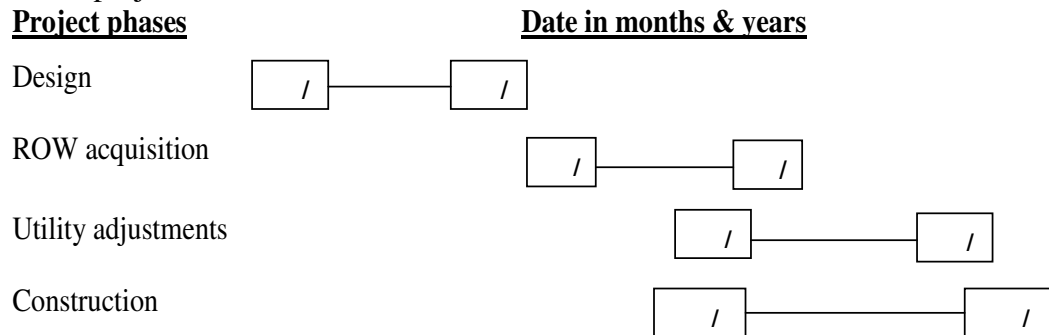 Project phases Date in months & years
Design / /
ROW acquisition / /
Utility adjustments / /
Construction / /